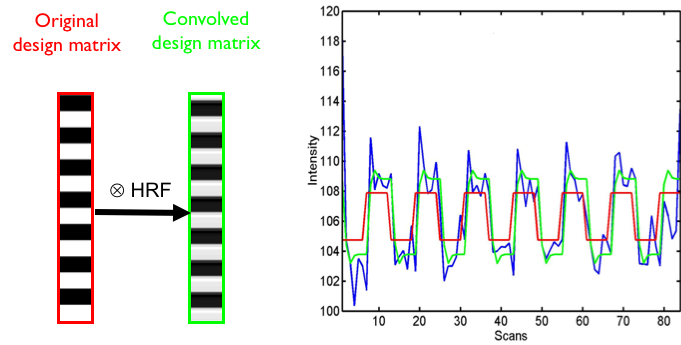 Original
design matrix
Convolved
design matrix
⊗ HRF
Intensity
120
118
116
114
112
110
108
106
104
102
100
10 20 30 40 50 60 70 80
Scans